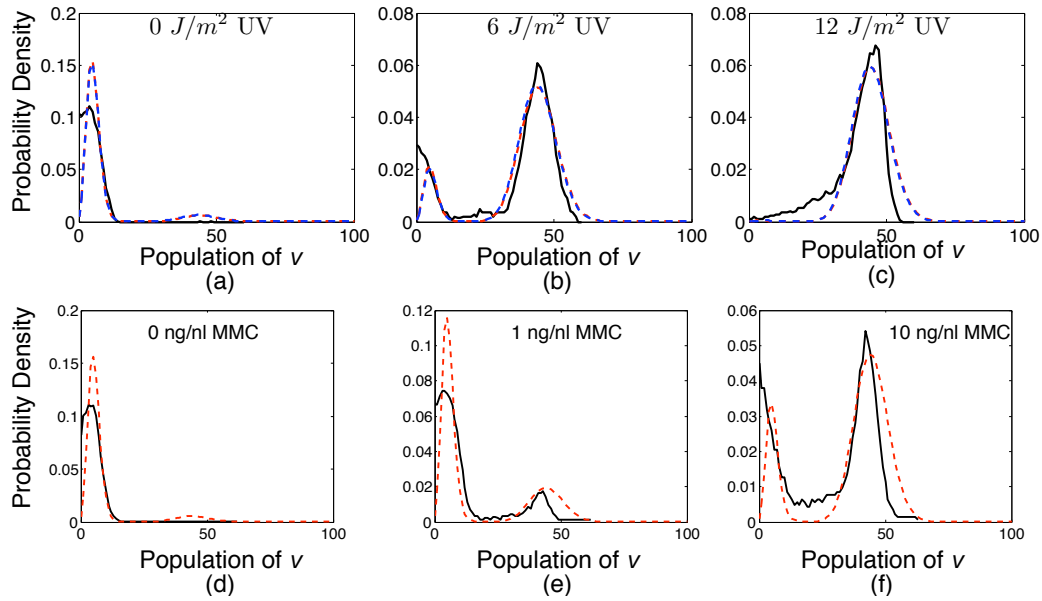 0 J/m² UV
6 J/m² UV
12 J/m² UV
Probability Density
0.2
0.15
0.1
0.05
0
0.08
0.06
0.04
0.02
0
0.08
0.06
0.04
0.02
0
0
50
100
0
50
100
0
50
100
Population of v
Population of v
Population of v
(a)
(b)
(c)
0 ng/nl MMC
1 ng/nl MMC
10 ng/nl MMC
Probability Density
0.2
0.15
0.1
0.05
0
0.12
0.1
0.08
0.06
0.04
0.02
0
0.06
0.05
0.04
0.03
0.02
0.01
0
0
50
100
0
50
100
0
50
100
Population of v
Population of v
Population of v
(d)
(e)
(f)